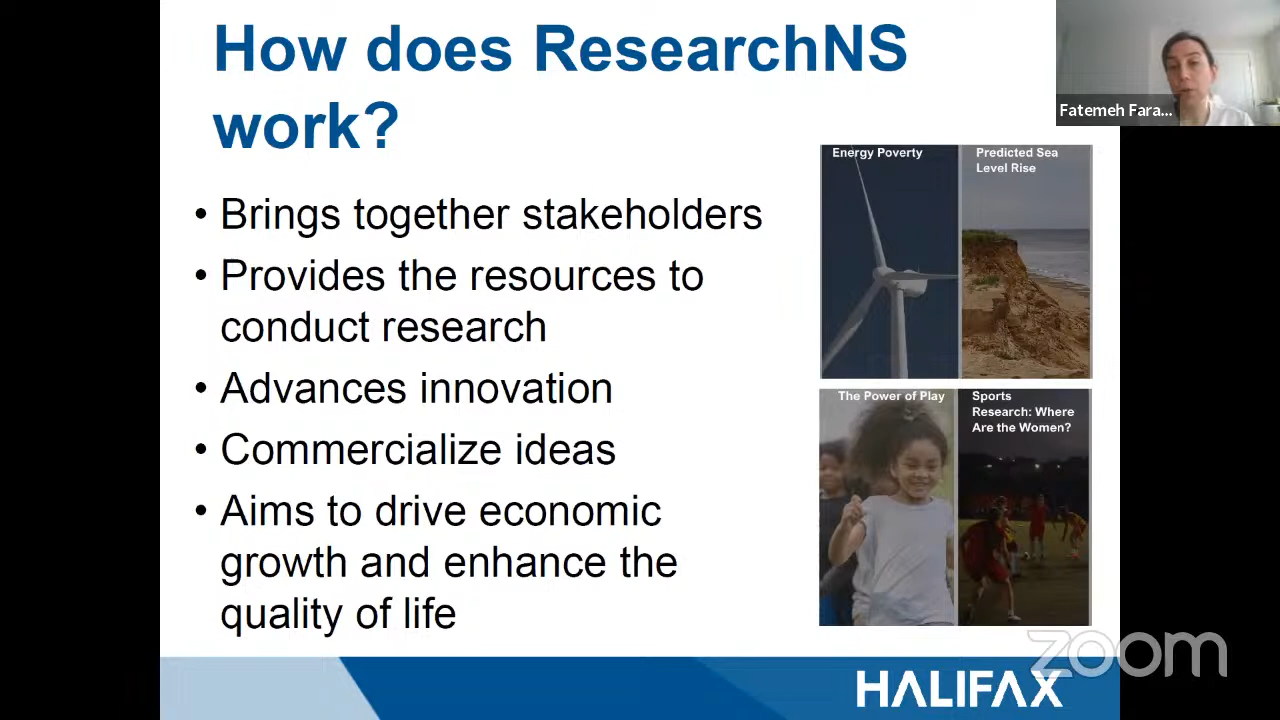 How does ResearchNS
work?
Fatemeh Fara...
• Brings together stakeholders
• Provides the resources to
conduct research
• Advances innovation
• Commercialize ideas
• Aims to drive economic
growth and enhance the
quality of life
Energy Poverty
Predicted Sea
Level Rise
The Power of Play
Sports
Research: Where
Are the Women?
zoom
HALIFAX